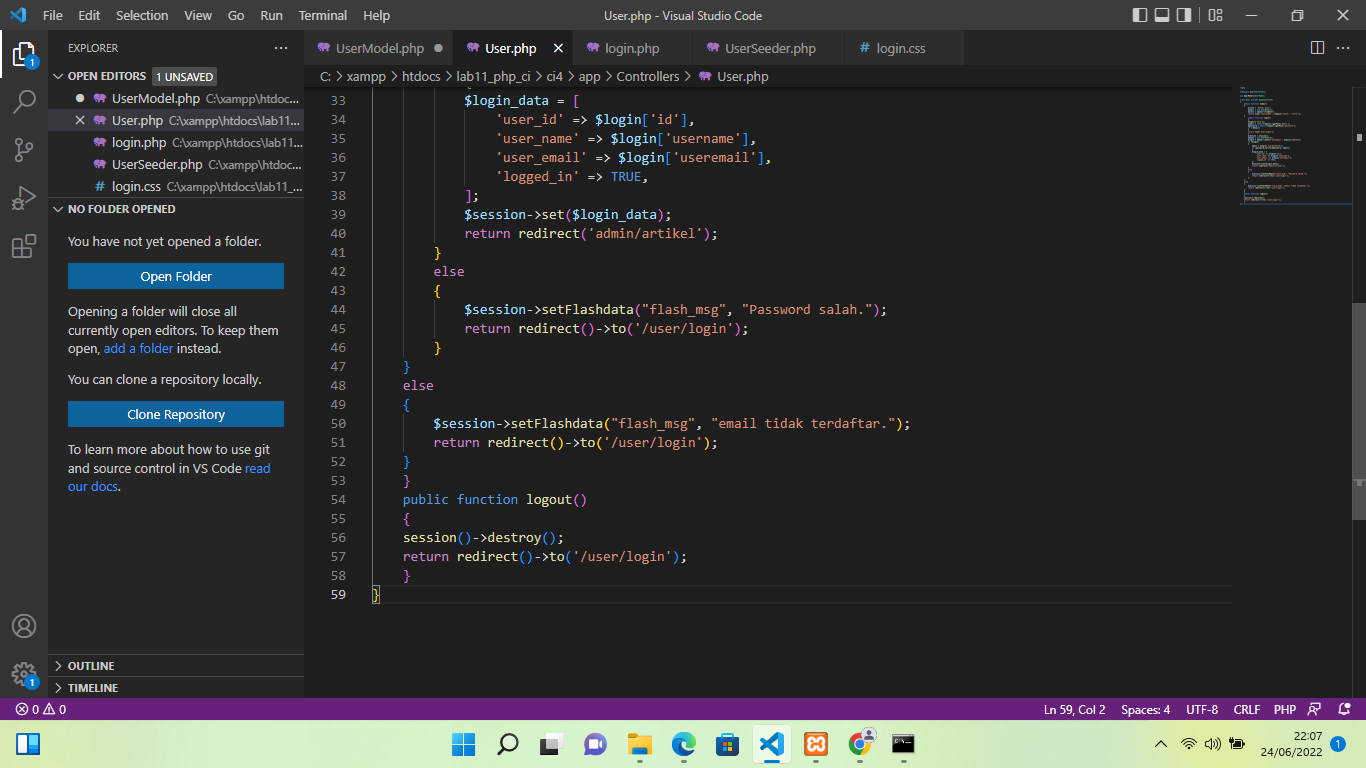 File Edit Selection View Go Run Terminal Help
User.php - Visual Studio Code
EXPLORER
OPEN EDITORS 1 UNSAVED
UserModel.php C:\xampp\htdoc...
User.php C:\xampp\htdocs\lab11...
login.php C:\xampp\htdocs\lab11...
UserSeeder.php C:\xampp\htdoc...
# login.css C:\xampp\htdocs\lab11_...
NO FOLDER OPENED
You have not yet opened a folder.
Open Folder
Opening a folder will close all
currently open editors. To keep them
open, add a folder instead.
You can clone a repository locally.
Clone Repository
To learn more about how to use git
and source control in VS Code read
our docs.
OUTLINE
TIMELINE
1
1
UserModel.php User.php login.php UserSeeder.php # login.css
C: > xampp > htdocs > lab11_php_ci > ci4 > app > Controllers > User.php
33 $login_data = [
34 'user_id' => $login['id'],
35 'user_name' => $login['username'],
36 'user_email' => $login['useremail'],
37 'logged_in' => TRUE,
38 ];
39 $session->set($login_data);
40 return redirect('admin/artikel');
41 }
42 else
43 {
44 $session->setFlashdata("flash_msg", "Password salah.");
45 return redirect()->to('/user/login');
46 }
47 }
48 else
49 {
50 $session->setFlashdata("flash_msg", "email tidak terdaftar.");
51 return redirect()->to('/user/login');
52 }
53 }
54 public function logout()
55 {
56 session()->destroy();
57 return redirect()->to('/user/login');
58 }
59 }
0 0
Ln 59, Col 2 Spaces: 4 UTF-8 CRLF PHP
22:07
24/06/2022 1